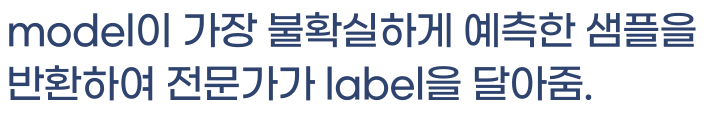 model이 가장 불확실하게 예측한 샘플을
반환하여 전문가가 label을 달아줌.